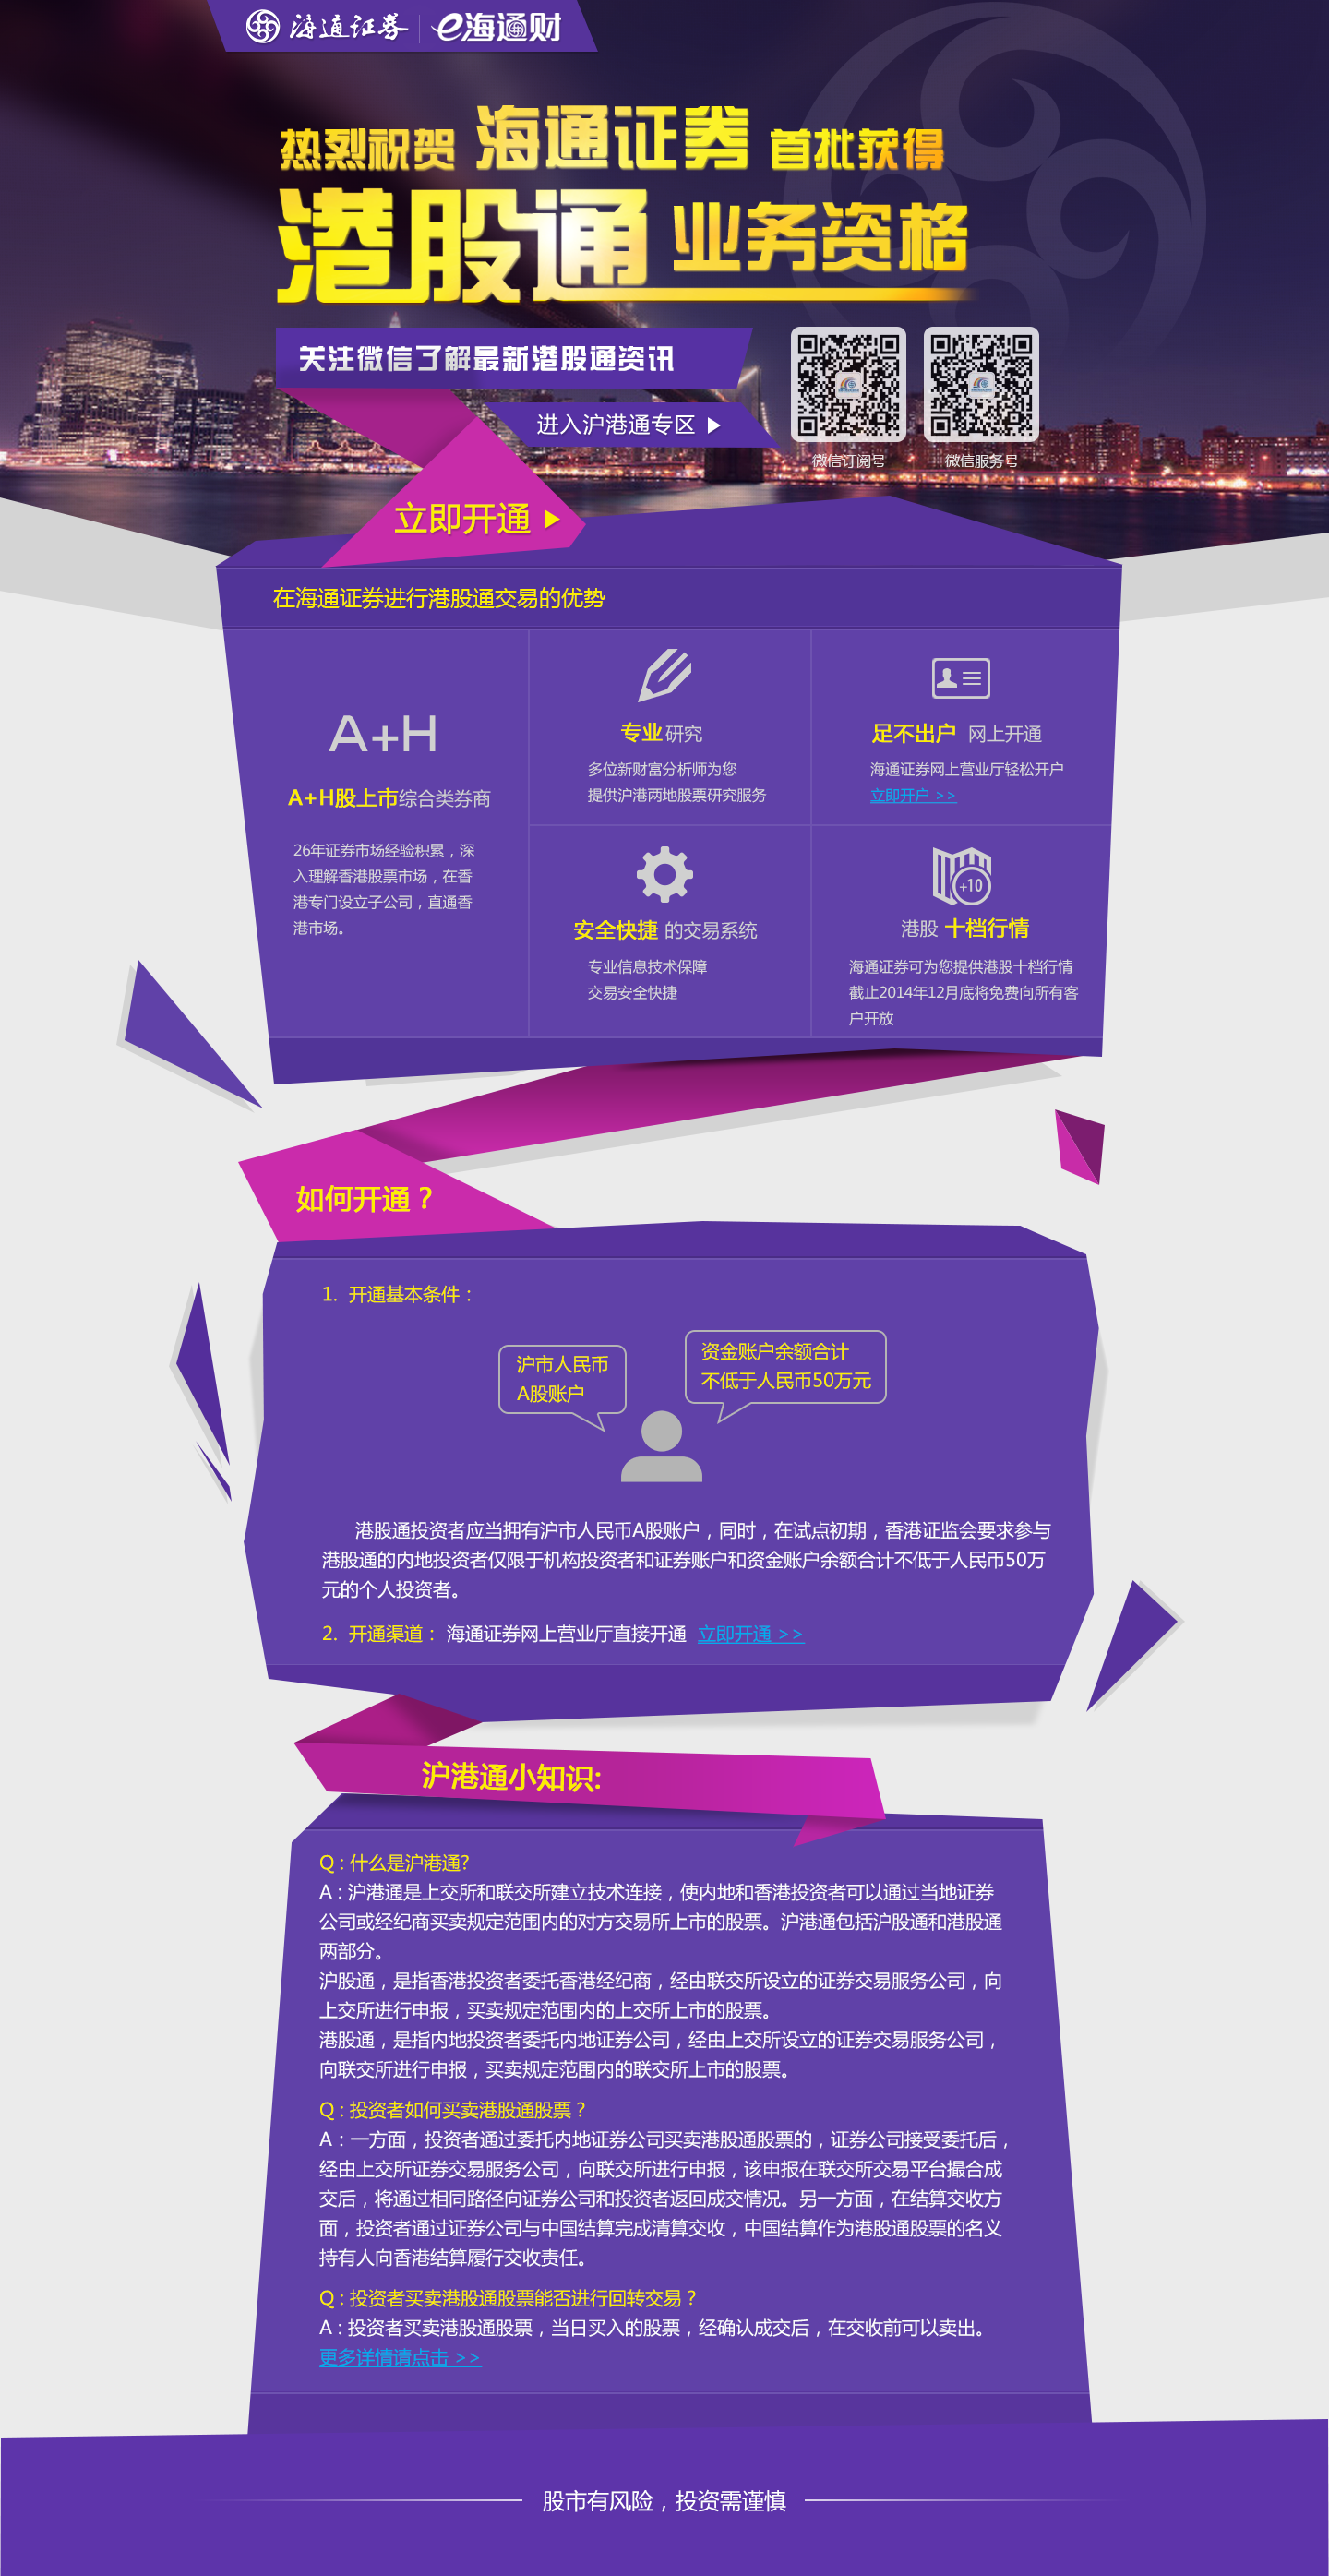 海通证券 e海通财
热烈祝贺 海通证券 首批获得
港股通 业务资格
关注微信了解最新港股通资讯
进入沪港通专区
微信订阅号 微信服务号
立即开通
在海通证券进行港股通交易的优势
A+H
A+H股上市综合类券商
26年证券市场经验积累，深
入理解香港股票市场，在香
港专门设立子公司，直通香
港市场。
专业 研究
多位新财富分析师为您
提供沪港两地股票研究服务
足不出户 网上开通
海通证券网上营业厅轻松开户
立即开户 >>
安全快捷 的交易系统
专业信息技术保障
交易安全快捷
+10
港股 十档行情
海通证券可为您提供港股十档行情
截止2014年12月底将免费向所有客
户开放
如何开通？
1. 开通基本条件：
沪市人民币
A股账户
资金账户余额合计
不低于人民币50万元
港股通投资者应当拥有沪市人民币A股账户，同时，在试点初期，香港证监会要求参与
港股通的内地投资者仅限于机构投资者和证券账户和资金账户余额合计不低于人民币50万
元的个人投资者。
2. 开通渠道：海通证券网上营业厅直接开通 立即开通 >>
沪港通小知识:
Q：什么是沪港通?
A：沪港通是上交所和联交所建立技术连接，使内地和香港投资者可以通过当地证券
公司或经纪商买卖规定范围内的对方交易所上市的股票。沪港通包括沪股通和港股通
两部分。
沪股通，是指香港投资者委托香港经纪商，经由联交所设立的证券交易服务公司，向
上交所进行申报，买卖规定范围内的上交所上市的股票。
港股通，是指内地投资者委托内地证券公司，经由上交所设立的证券交易服务公司，
向联交所进行申报，买卖规定范围内的联交所上市的股票。
Q：投资者如何买卖港股通股票？
A：一方面，投资者通过委托内地证券公司买卖港股通股票的，证券公司接受委托后，
经由上交所证券交易服务公司，向联交所进行申报，该申报在联交所交易平台撮合成
交后，将通过相同路径向证券公司和投资者返回成交情况。另一方面，在结算交收方
面，投资者通过证券公司与中国结算完成清算交收，中国结算作为港股通股票的名义
持有人向香港结算履行交收责任。
Q：投资者买卖港股通股票能否进行回转交易？
A：投资者买卖港股通股票，当日买入的股票，经确认成交后，在交收前可以卖出。
更多详情请点击 >>
股市有风险，投资需谨慎